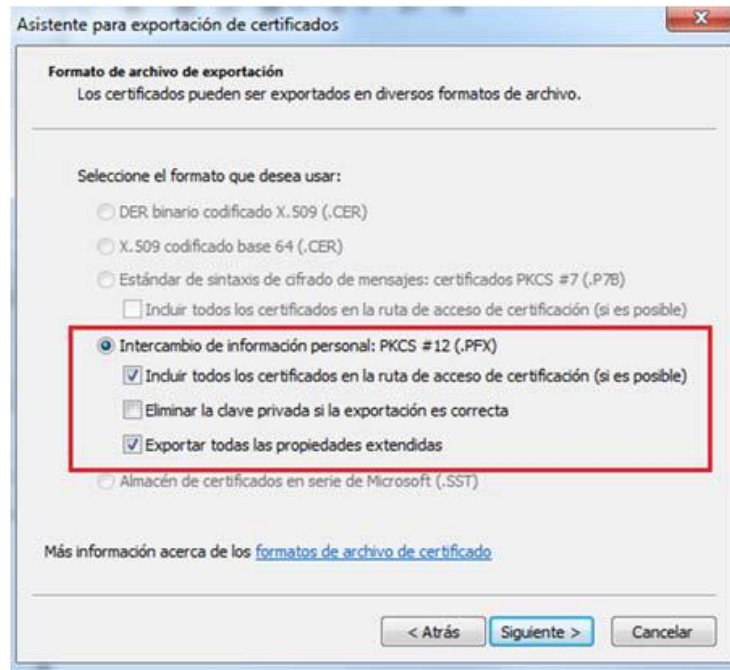 Asistente para exportación de certificados
Formato de archivo de exportación
Los certificados pueden ser exportados en diversos formatos de archivo.
Seleccione el formato que desea usar:
DER binario codificado X.509 (.CER)
X.509 codificado base 64 (.CER)
Estándar de sintaxis de cifrado de mensajes: certificados PKCS #7 (.P7B)
Incluir todos los certificados en la ruta de acceso de certificación (si es posible)
Intercambio de información personal: PKCS #12 (.PFX)
Incluir todos los certificados en la ruta de acceso de certificación (si es posible)
Eliminar la clave privada si la exportación es correcta
Exportar todas las propiedades extendidas
Almacén de certificados en serie de Microsoft (.SST)
Más información acerca de los formatos de archivo de certificado
< Atrás Siguiente > Cancelar